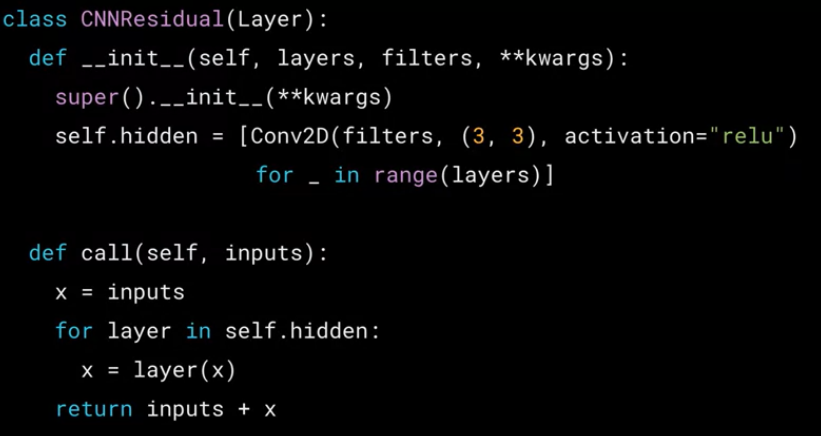 class CNNResidual(Layer):
  def __init__(self, layers, filters, **kwargs):
    super().__init__(**kwargs)
    self.hidden = [Conv2D(filters, (3, 3), activation="relu")
                   for _ in range(layers)]

  def call(self, inputs):
    x = inputs
    for layer in self.hidden:
      x = layer(x)
    return inputs + x